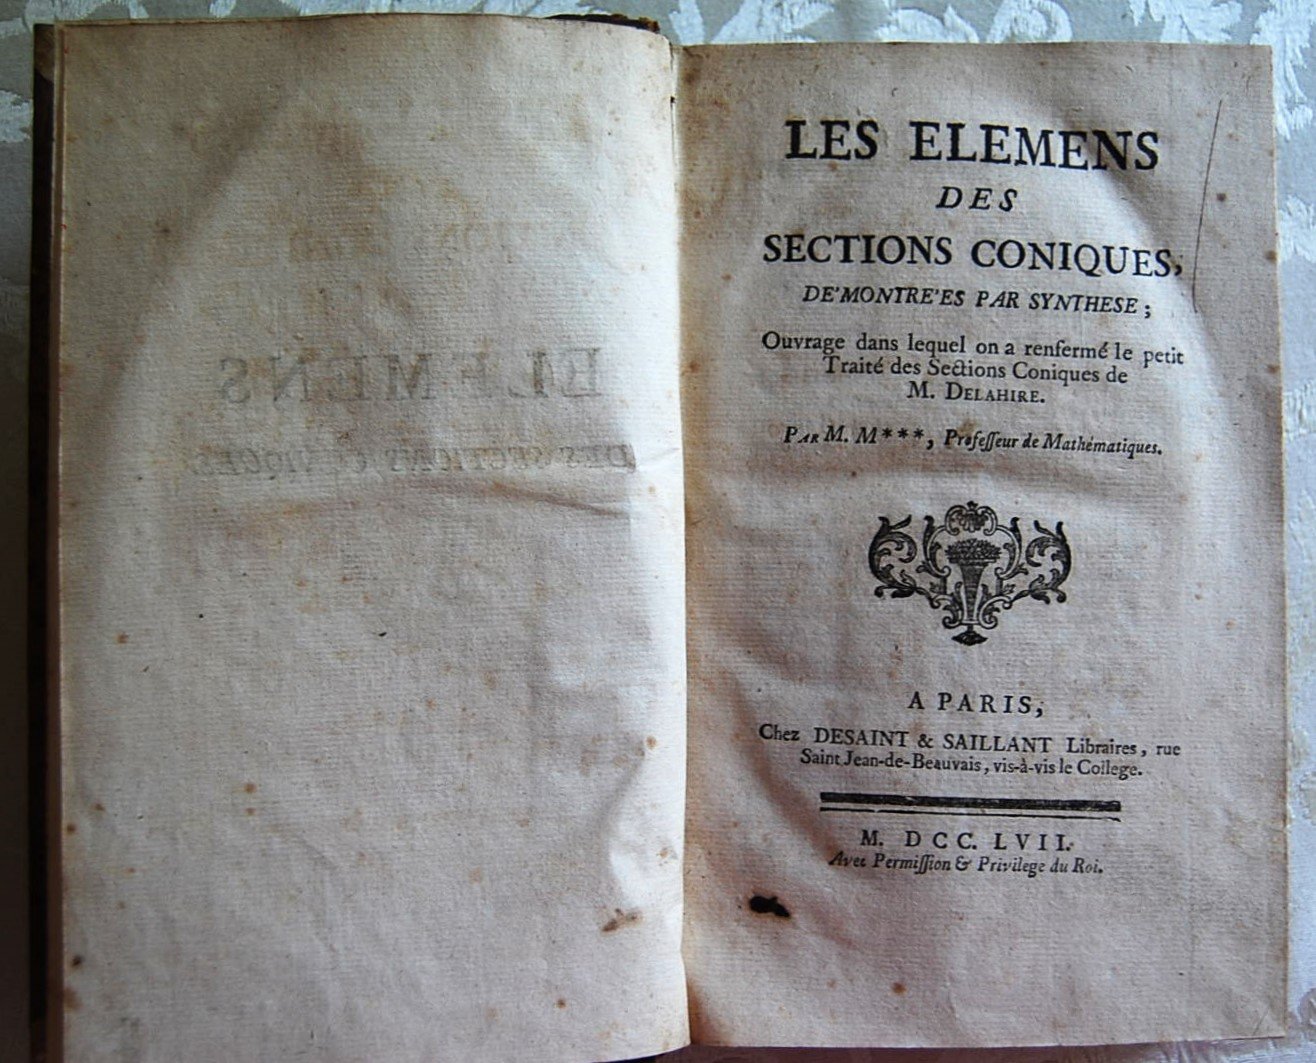 LES ELEMENS
DES
SECTIONS CONIQUES,
DE'MONTRE'ES PAR SYNTHESE;
Ouvrage dans lequel on a renfermé le petit
Traité des Sections Coniques de
M. DELAHIRE.
PAR M. M***, Professeur de Mathématiques.
A PARIS,
Chez DESAINT & SAILLANT Libraires, rue
Saint Jean-de-Beauvais, vis-à-vis le College.
M. DCC. LVII.
Avec Permission & Privilege du Roi.